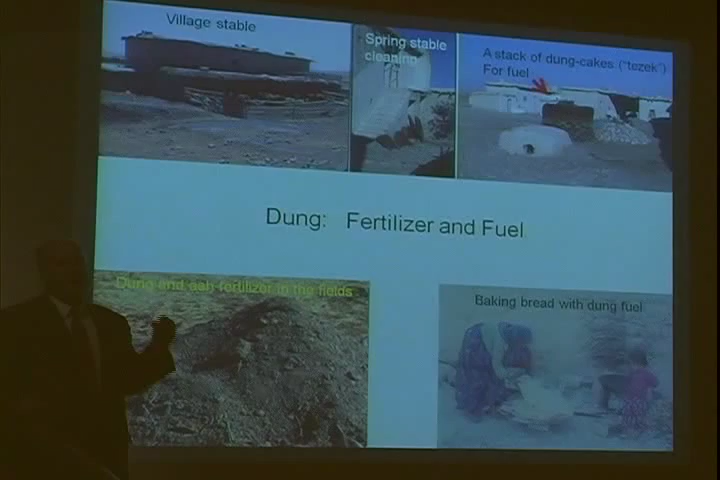 Village stable
Spring stable
cleaning
A stack of dung-cakes ("tezek")
For fuel
Dung: Fertilizer and Fuel
Dung and ash fertilizer in the fields
Baking bread with dung fuel